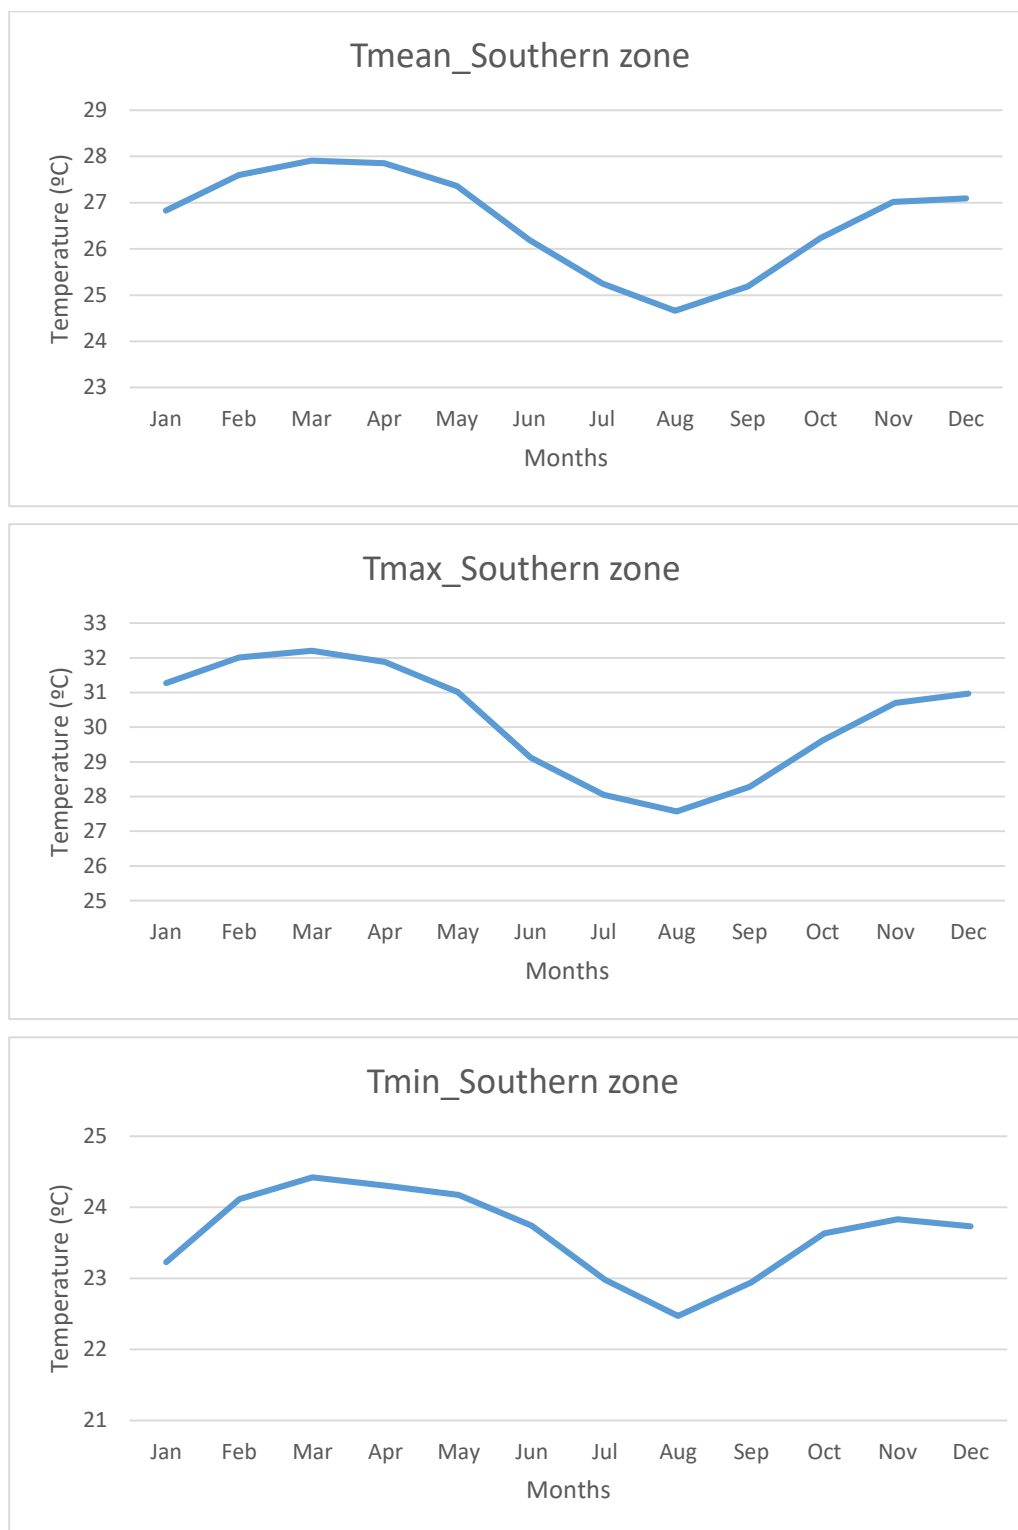 Tmean_Southern zone
29
28
27
26
25
24
23
Temperature (ºC)
Jan Feb Mar Apr May Jun Jul Aug Sep Oct Nov Dec
Months
Tmax_Southern zone
33
32
31
30
29
28
27
26
25
Temperature (ºC)
Jan Feb Mar Apr May Jun Jul Aug Sep Oct Nov Dec
Months
Tmin_Southern zone
25
24
23
22
21
Temperature (ºC)
Jan Feb Mar Apr May Jun Jul Aug Sep Oct Nov Dec
Months